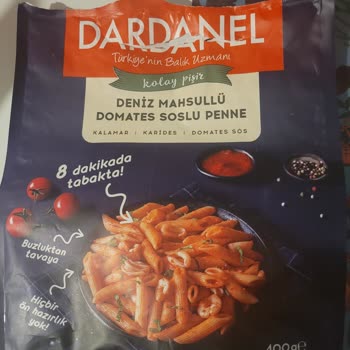 DARDANEL
Türkiye'nin Balık Uzmanı
kolay pişir
DENİZ MAHSULLÜ
DOMATES SOSLU PENNE
KALAMAR | KARİDES | DOMATES SOS
8 dakikada
tabakta!
Buzluktan
tavaya
Hiçbir
ön hazırlık
yok!
400g℮